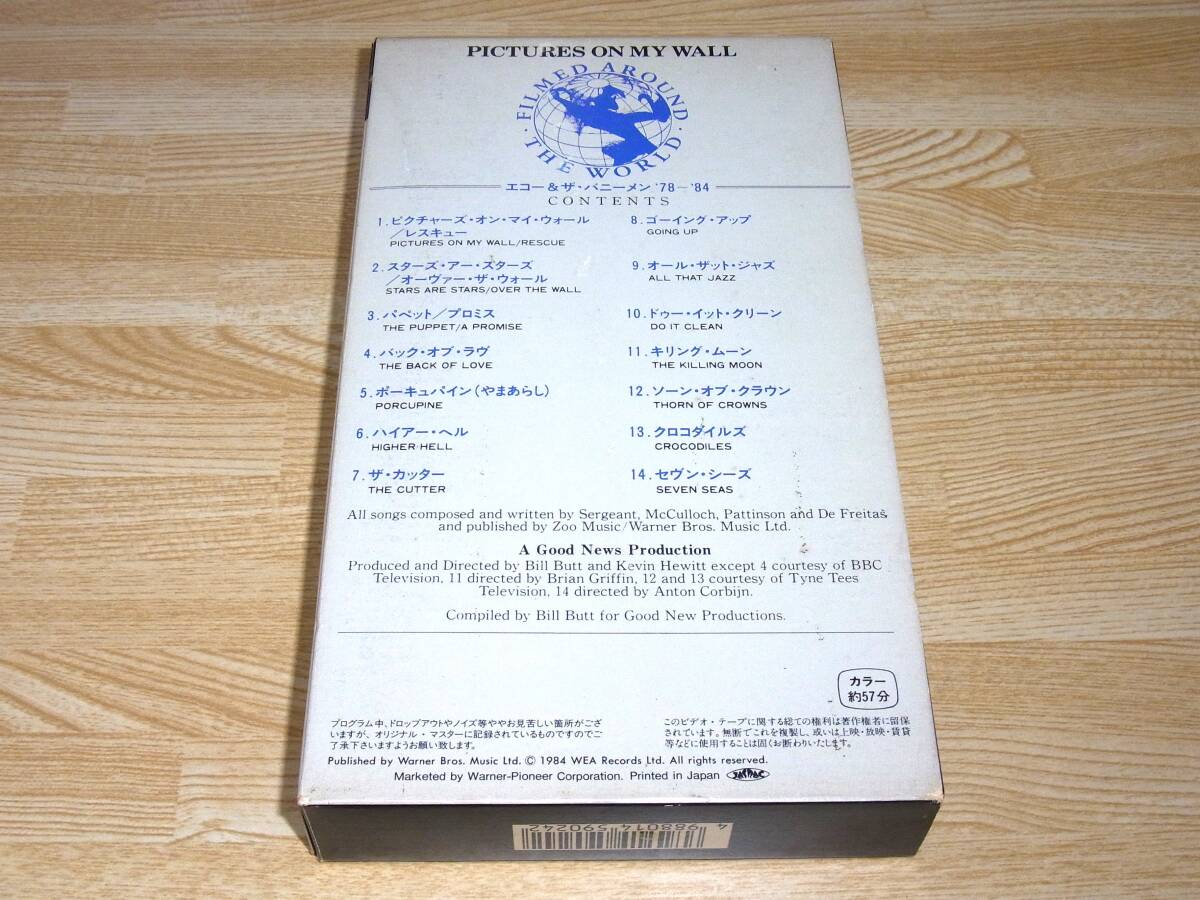 PICTURES ON MY WALL
FILMED AROUND
THE WORLD
エコー&ザ・バニーメン '78-'84
CONTENTS
1.ピクチャーズ・オン・マイ・ウォール
/レスキュー
PICTURES ON MY WALL/RESCUE
2.スターズ・アー・スターズ
/オーヴァー・ザ・ウォール
STARS ARE STARS/OVER THE WALL
3.パペット/プロミス
THE PUPPET/A PROMISE
4.バック・オブ・ラヴ
THE BACK OF LOVE
5.ポーキュパイン(やまあらし)
PORCUPINE
6.ハイアー・ヘル
HIGHER HELL
7.ザ・カッター
THE CUTTER
8.ゴーイング・アップ
GOING UP
9.オール・ザット・ジャズ
ALL THAT JAZZ
10.ドゥー・イット・クリーン
DO IT CLEAN
11.キリング・ムーン
THE KILLING MOON
12.ソーン・オブ・クラウン
THORN OF CROWNS
13.クロコダイルズ
CROCODILES
14.セヴン・シーズ
SEVEN SEAS
All songs composed and written by Sergeant, McCulloch, Pattinson and De Freitas,
and published by Zoo Music/Warner Bros. Music Ltd.
A Good News Production
Produced and Directed by Bill Butt and Kevin Hewitt except 4 courtesy of BBC
Television, 11 directed by Brian Griffin, 12 and 13 courtesy of Tyne Tees
Television, 14 directed by Anton Corbijn.
Compiled by Bill Butt for Good New Productions.
カラー
約57分
プログラム中、ドロップアウトやノイズ等ややお見苦しい箇所がござ
いますが、オリジナル・マスターに記録されているものですのでご
了承下さいますようお願い致します。
このビデオ・テープに関する総ての権利は著作権者に留保
されています。無断でこれを複製し、或いは上映・放映・賃貸
等などに使用することは固くお断わりいたします。
Published by Warner Bros. Music Ltd. © 1984 WEA Records Ltd. All rights reserved.
Marketed by Warner-Pioneer Corporation. Printed in Japan
4 988014 590242